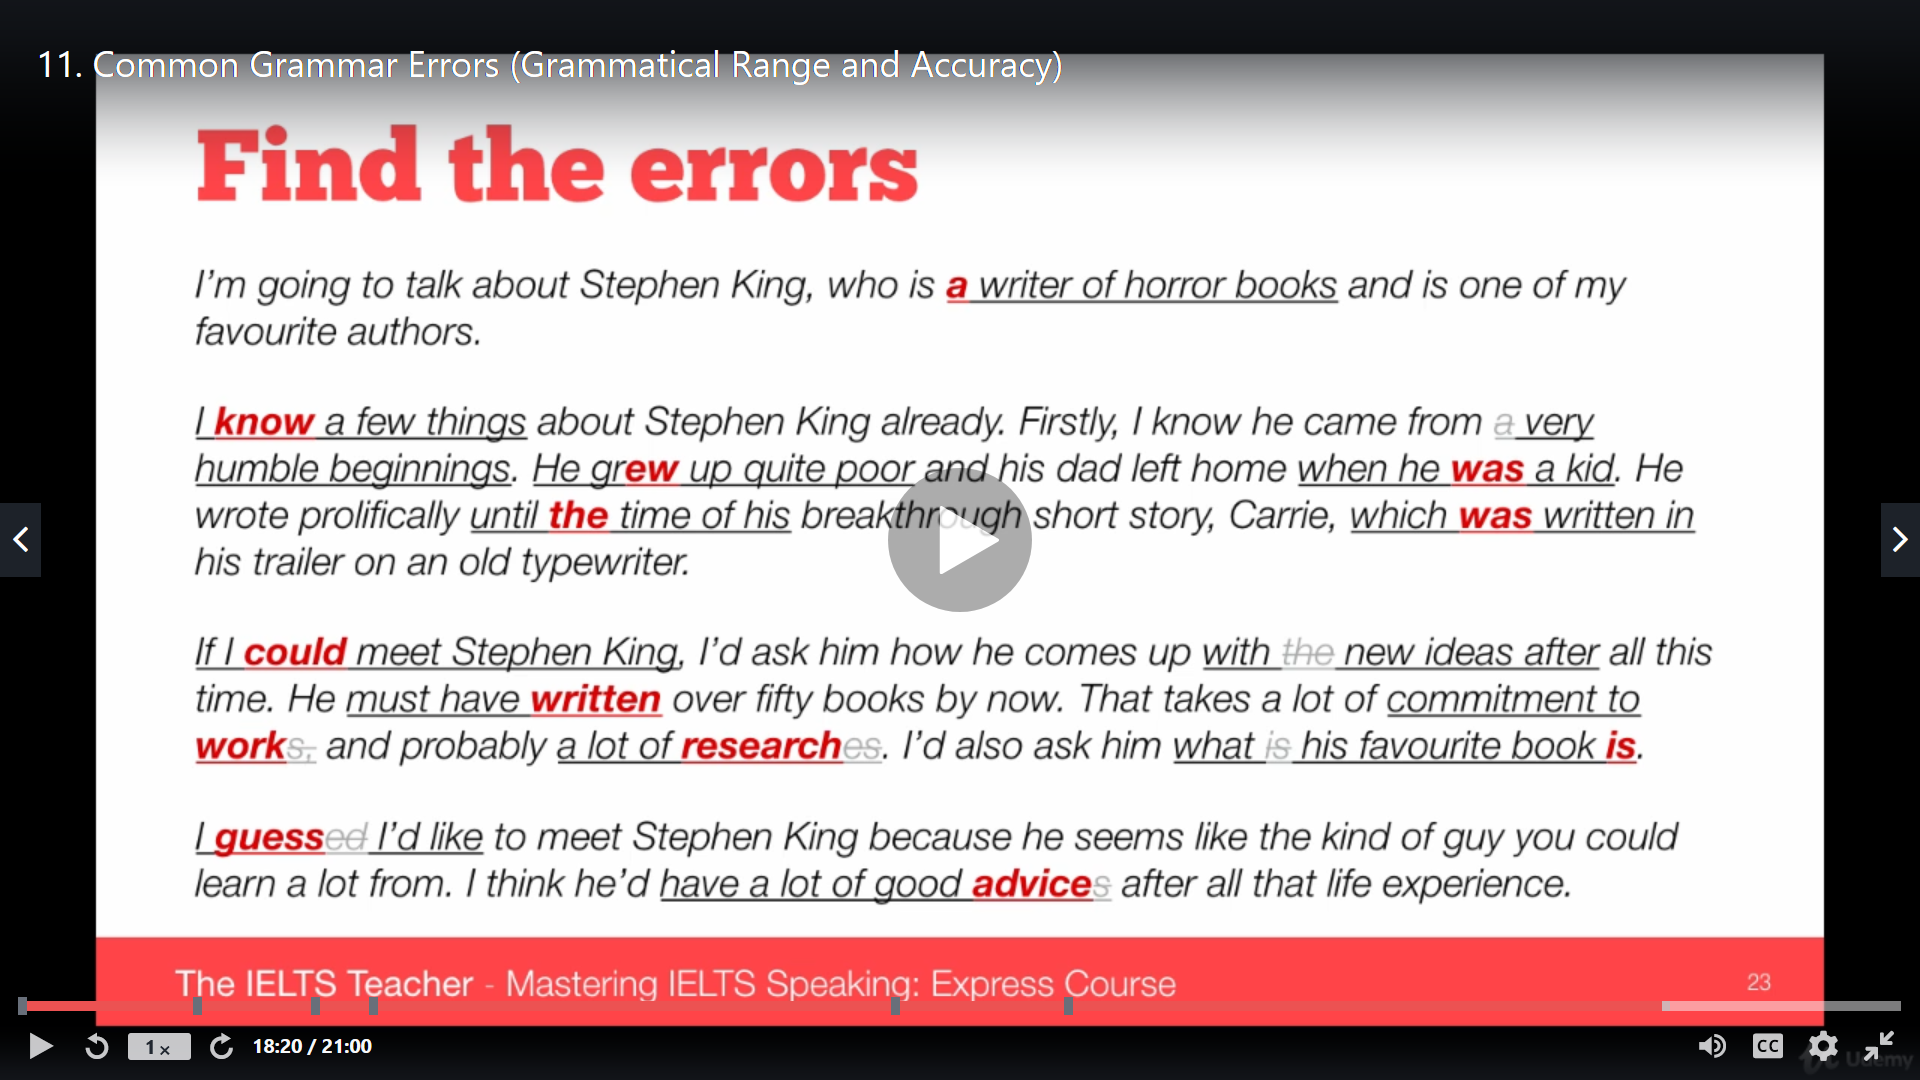 11. Common Grammar Errors (Grammatical Range and Accuracy)
Find the errors
I'm going to talk about Stephen King, who is a writer of horror books and is one of my
favourite authors.
I know a few things about Stephen King already. Firstly, I know he came from a very
humble beginnings. He grew up quite poor and his dad left home when he was a kid. He
wrote prolifically until the time of his breakthrough short story, Carrie, which was written in
his trailer on an old typewriter.
If I could meet Stephen King, I'd ask him how he comes up with the new ideas after all this
time. He must have written over fifty books by now. That takes a lot of commitment to
works, and probably a lot of researches. I'd also ask him what is his favourite book is.
I guessed I'd like to meet Stephen King because he seems like the kind of guy you could
learn a lot from. I think he'd have a lot of good advices after all that life experience.
The IELTS Teacher - Mastering IELTS Speaking: Express Course
23
1 x
18:20 / 21:00
CC
Udemy